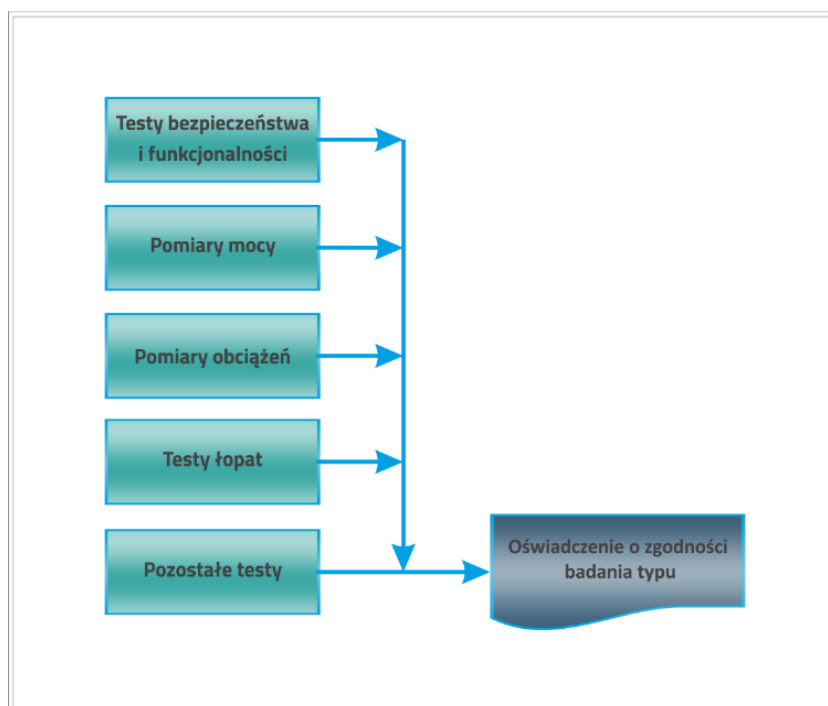 Testy bezpieczeństwa
i funkcjonalności
Pomiary mocy
Pomiary obciążeń
Testy łopat
Pozostałe testy
Oświadczenie o zgodności
badania typu